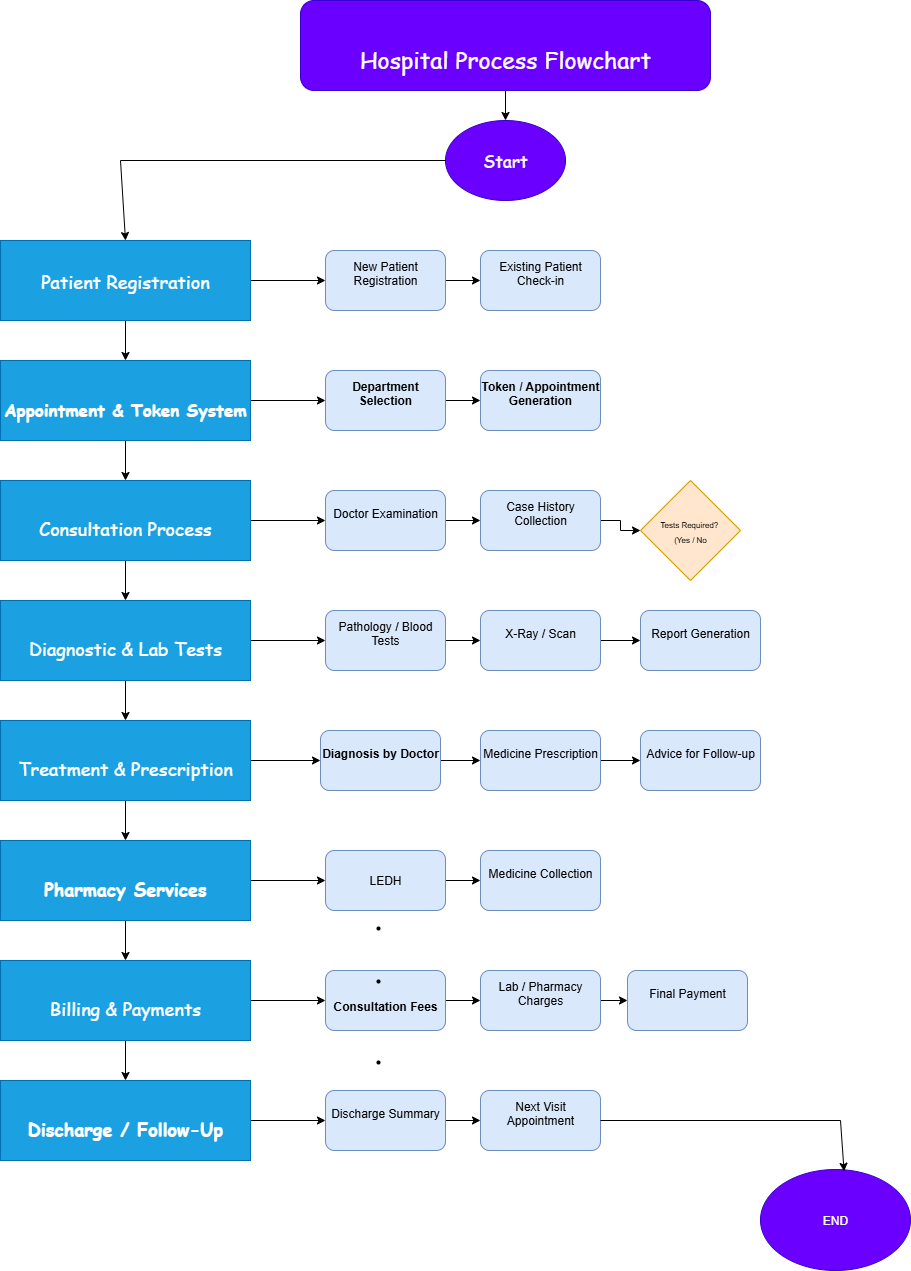 Hospital Process Flowchart
Start
Patient Registration
New Patient
Registration
Existing Patient
Check-in
Appointment & Token System
Department
Selection
Token / Appointment
Generation
Consultation Process
Doctor Examination
Case History
Collection
Tests Required?
(Yes / No
Diagnostic & Lab Tests
Pathology / Blood
Tests
X-Ray / Scan
Report Generation
Treatment & Prescription
Diagnosis by Doctor
Medicine Prescription
Advice for Follow-up
Pharmacy Services
LEDH
Medicine Collection
Billing & Payments
Consultation Fees
Lab / Pharmacy
Charges
Final Payment
Discharge / Follow-Up
Discharge Summary
Next Visit
Appointment
END